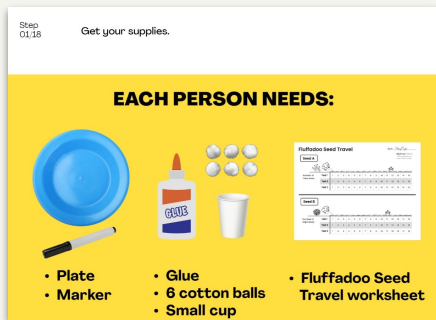 Step
01/18
Get your supplies.
EACH PERSON NEEDS:
GLUE
Fluffadoo Seed Travel
Seed A
Seed B
• Plate
• Marker
• Glue
• 6 cotton balls
• Small cup
• Fluffadoo Seed
Travel worksheet